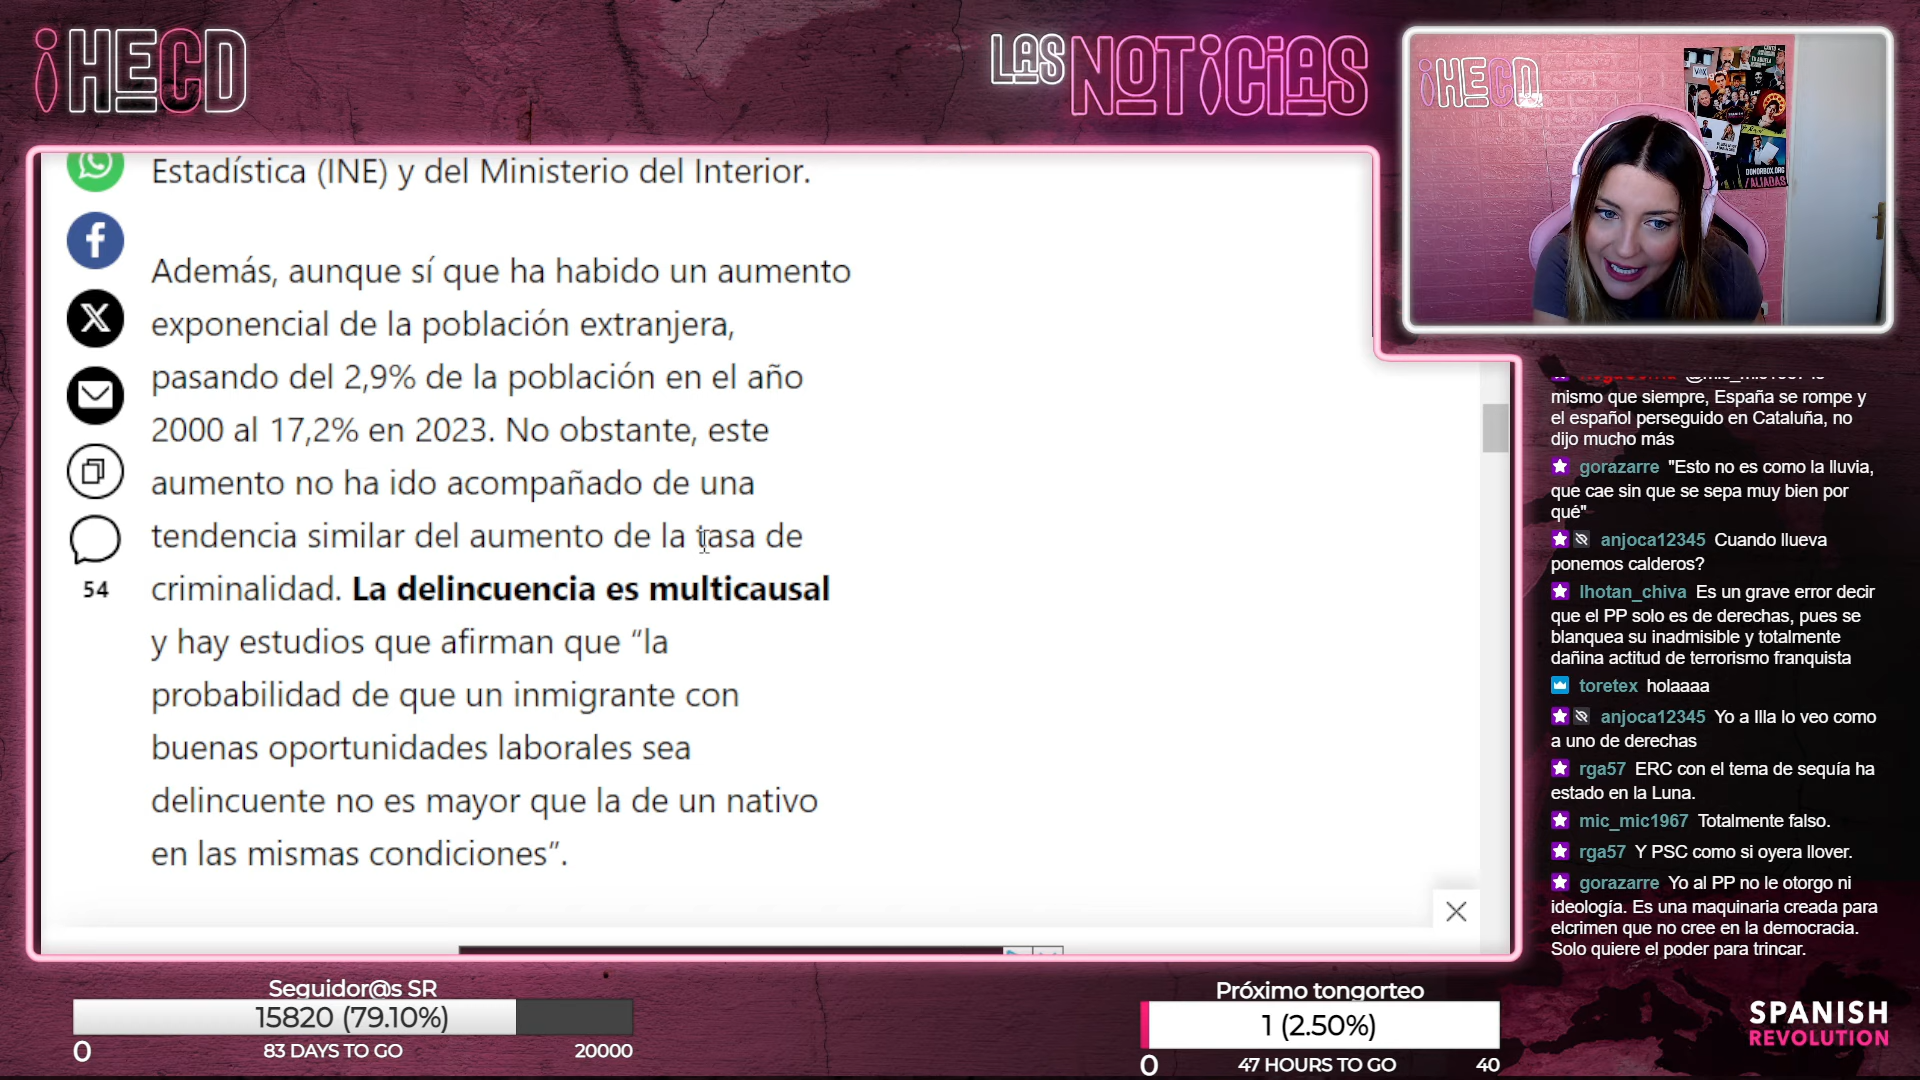 ¡HECD
LAS NOTICIAS
¡HECD
VOX
DONORBOX.ORG
/ALIADAS
Estadística (INE) y del Ministerio del Interior.
Además, aunque sí que ha habido un aumento
exponencial de la población extranjera,
pasando del 2,9% de la población en el año
2000 al 17,2% en 2023. No obstante, este
aumento no ha ido acompañado de una
tendencia similar del aumento de la tasa de
criminalidad. La delincuencia es multicausal
y hay estudios que afirman que “la
probabilidad de que un inmigrante con
buenas oportunidades laborales sea
delincuente no es mayor que la de un nativo
en las mismas condiciones”.
54
mismo que siempre, España se rompe y
el español perseguido en Cataluña, no
dijo mucho más
gorazarre "Esto no es como la lluvia,
que cae sin que se sepa muy bien por
qué"
anjoca12345 Cuando llueva
ponemos calderos?
lhotan_chiva Es un grave error decir
que el PP solo es de derechas, pues se
blanquea su inadmisible y totalmente
dañina actitud de terrorismo franquista
toretex holaaaa
anjoca12345 Yo a Illa lo veo como
a uno de derechas
rga57 ERC con el tema de sequía ha
estado en la Luna.
mic_mic1967 Totalmente falso.
rga57 Y PSC como si oyera llover.
gorazarre Yo al PP no le otorgo ni
ideología. Es una maquinaria creada para
elcrimen que no cree en la democracia.
Solo quiere el poder para trincar.
Seguidor@s SR
15820 (79.10%)
0 83 DAYS TO GO 20000
Próximo tongorteo
1 (2.50%)
0 47 HOURS TO GO 40
SPANISH
REVOLUTION